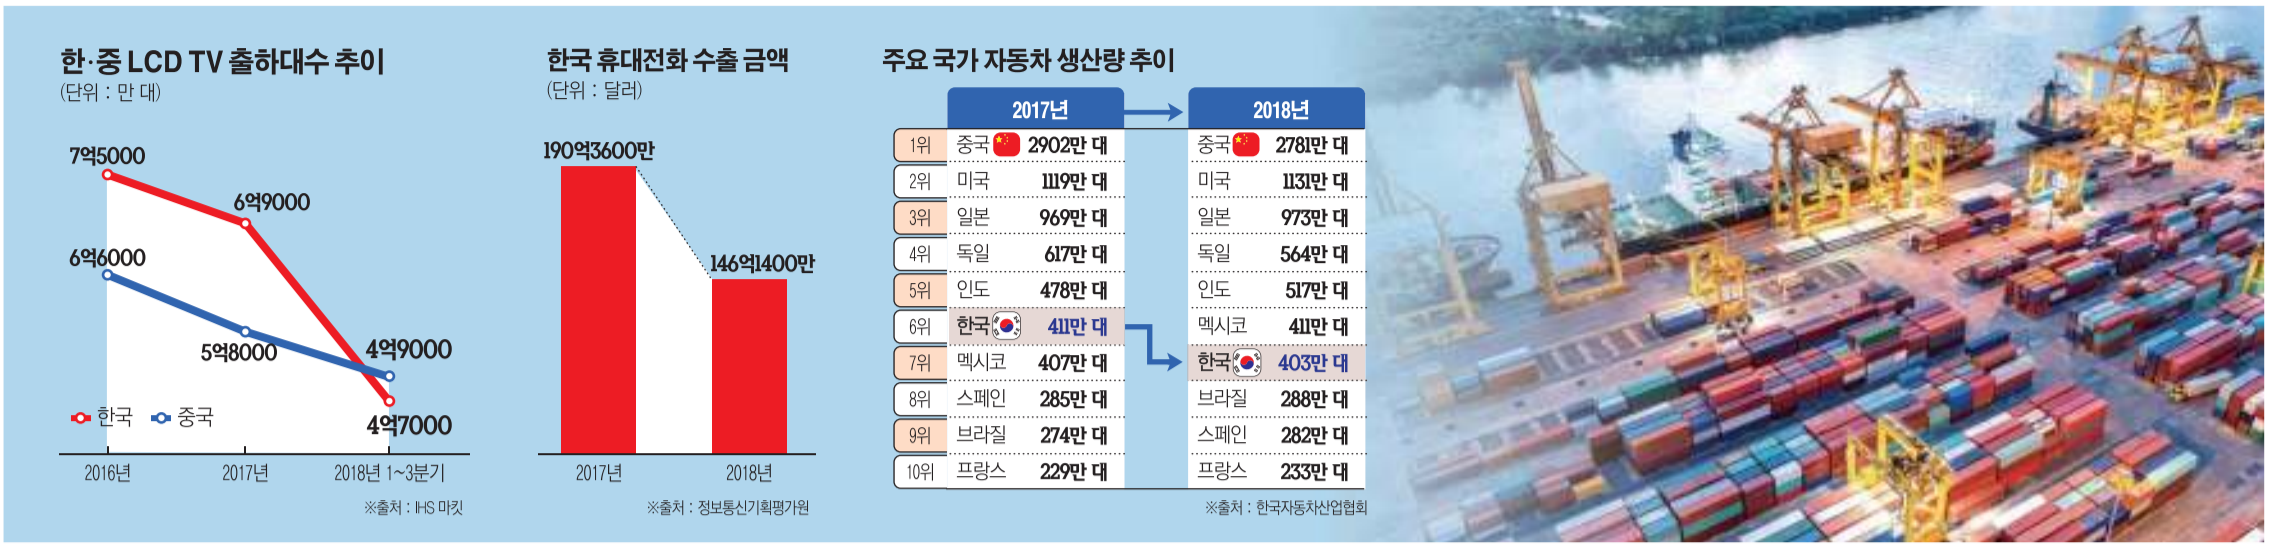 한·중 LCD TV 출하대수 추이
(단위 : 만 대)
7억5000
6억9000
6억6000
5억8000
4억9000
4억7000
한국 중국
2016년 2017년 2018년 1~3분기
※출처 : IHS 마킷
한국 휴대전화 수출 금액
(단위 : 달러)
190억3600만
146억1400만
2017년 2018년
※출처 : 정보통신기획평가원
주요 국가 자동차 생산량 추이
2017년 2018년
1위 중국 2902만 대 중국 2781만 대
2위 미국 1119만 대 미국 1131만 대
3위 일본 969만 대 일본 973만 대
4위 독일 617만 대 독일 564만 대
5위 인도 478만 대 인도 517만 대
6위 한국 411만 대 멕시코 411만 대
7위 멕시코 407만 대 한국 403만 대
8위 스페인 285만 대 브라질 288만 대
9위 브라질 274만 대 스페인 282만 대
10위 프랑스 229만 대 프랑스 233만 대
※출처 : 한국자동차산업협회